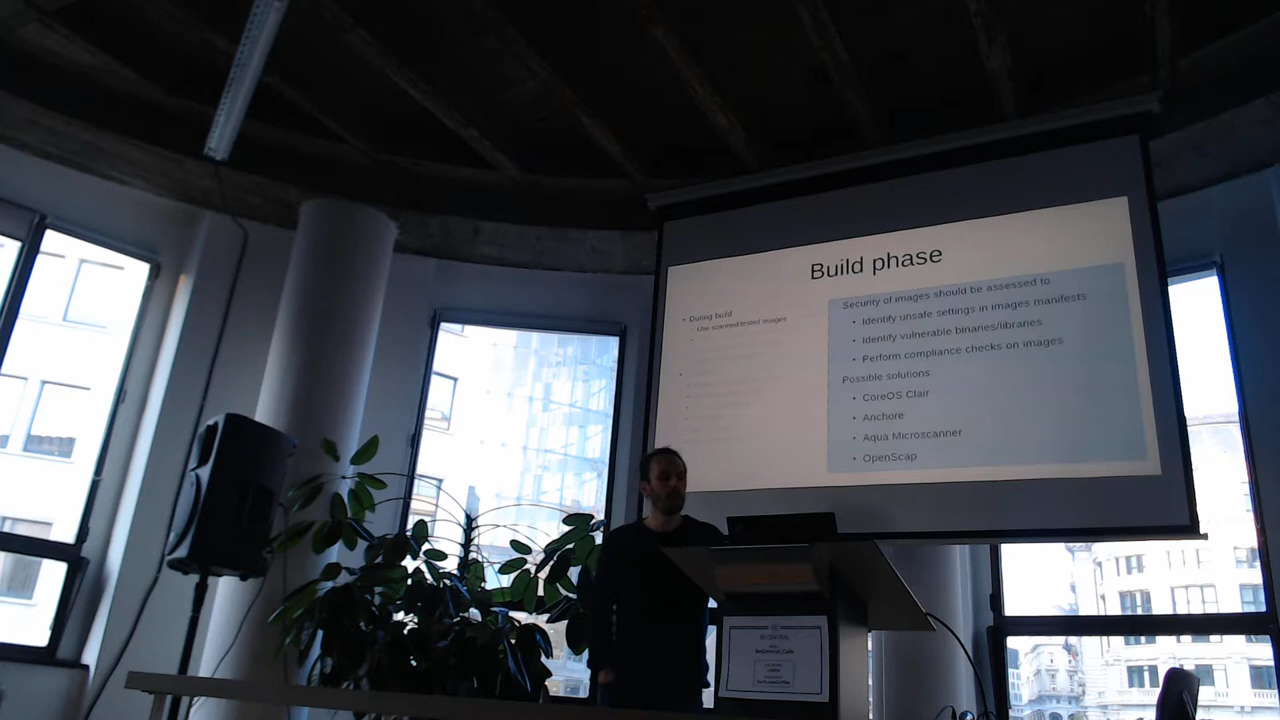 Build phase
• During build
– Use scanned/tested images
Security of images should be assessed to
• Identify unsafe settings in images manifests
• Identify vulnerable binaries/libraries
• Perform compliance checks on images
Possible solutions
• CoreOS Clair
• Anchore
• Aqua Microscanner
• OpenScap
BeCentral_Cafe